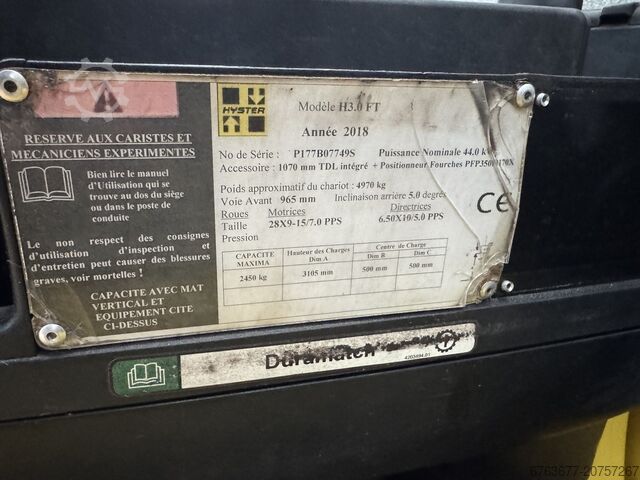 HYSTER
Modèle H3.0 FT
Année 2018
No de Série : P177B07749S Puissance Nominale 44.0 k
Accessoire : 1070 mm TDL intégré + Positionneur Fourches
Poids approximatif du chariot : 4970 kg
Voie Avant 965 mm Inclinaison arrière 5.0 degrés
Roues Motrices Directrices
Taille 28X9-15/7.0 PPS 6.50X10/5.0 PPS
Pression
CAPACITE MAXIMA Hauteur des Charges Dim A Centre de Charge Dim B Dim C
2450 kg 3105 mm 500 mm 500 mm
CE
RESERVE AUX CARISTES ET
MECANICIENS EXPERIMENTES
Bien lire le manuel
d'Utilisation qui se
trouve au dos du siège
ou dans le poste de
conduite
Le non respect des consignes
d'utilisation d'inspection et
d'entretien peut causer des blessures
graves, voir mortelles !
CAPACITE AVEC MAT
VERTICAL ET
EQUIPEMENT CITE
CI-DESSUS
Duramatch
6763677-20757267